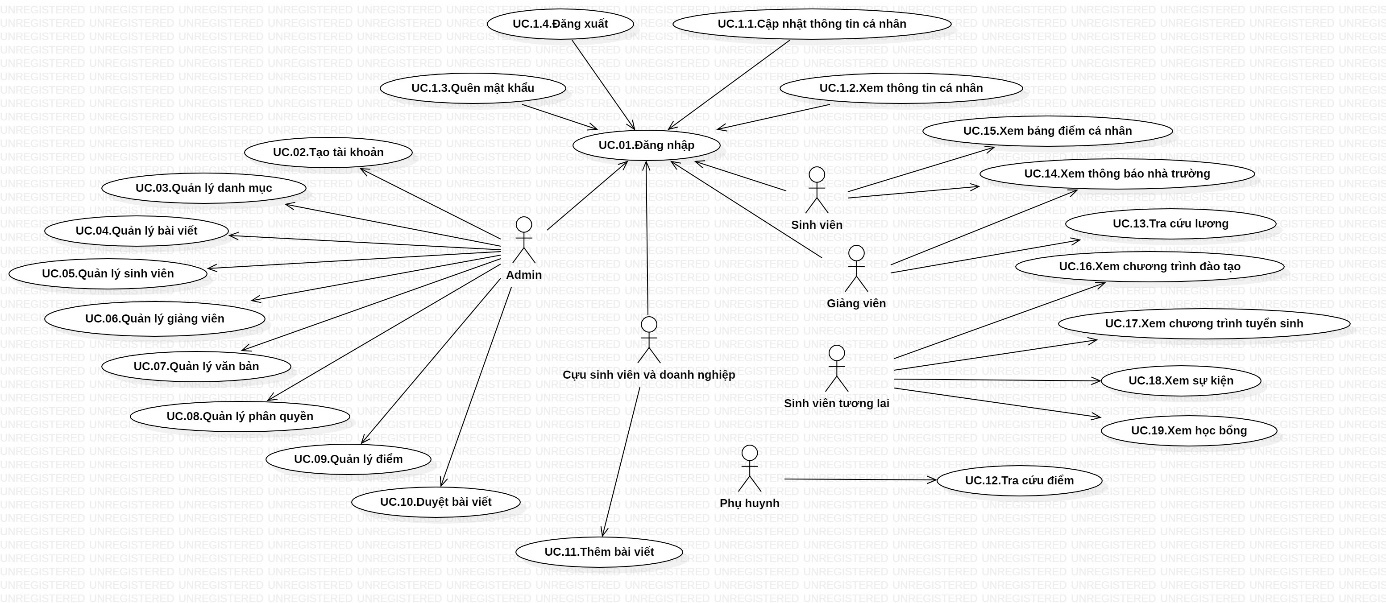 UC.1.4.Đăng xuất
UC.1.1.Cập nhật thông tin cá nhân
UC.1.3.Quên mật khẩu
UC.1.2.Xem thông tin cá nhân
UC.01.Đăng nhập
UC.15.Xem bảng điểm cá nhân
UC.02.Tạo tài khoản
UC.14.Xem thông báo nhà trường
UC.03.Quản lý danh mục
Sinh viên
UC.13.Tra cứu lương
UC.04.Quản lý bài viết
UC.16.Xem chương trình đào tạo
UC.05.Quản lý sinh viên
Admin
Giảng viên
UC.06.Quản lý giảng viên
UC.17.Xem chương trình tuyển sinh
UC.07.Quản lý văn bản
Cựu sinh viên và doanh nghiệp
UC.18.Xem sự kiện
Sinh viên tương lai
UC.08.Quản lý phân quyền
UC.19.Xem học bổng
UC.09.Quản lý điểm
UC.12.Tra cứu điểm
UC.10.Duyệt bài viết
Phụ huynh
UC.11.Thêm bài viết
UNREGISTERED